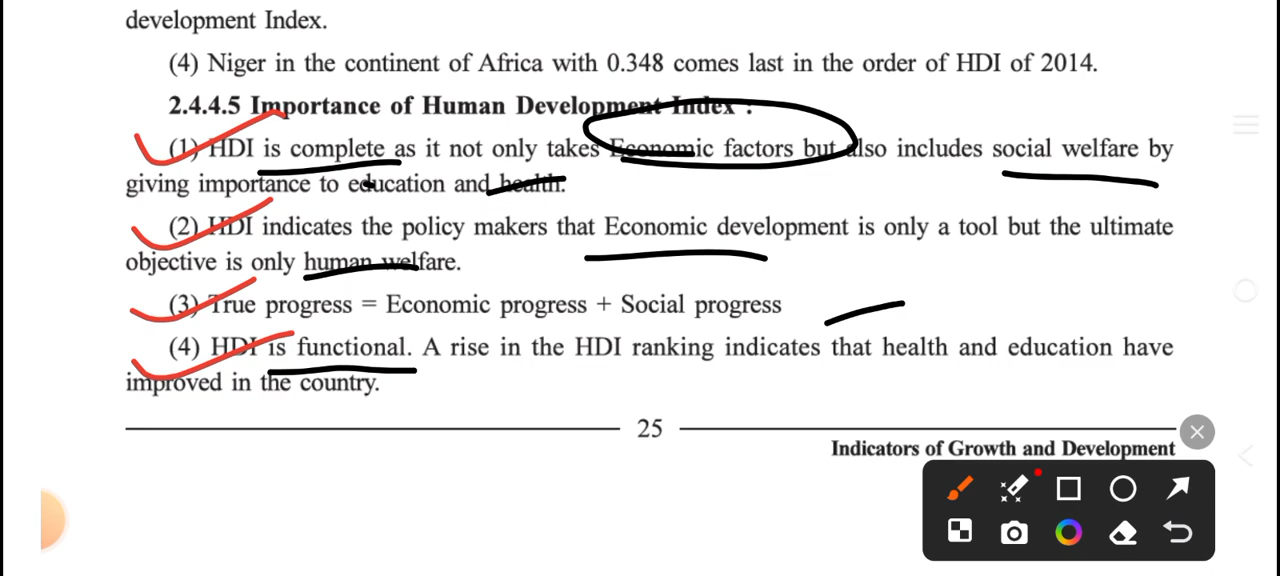 development Index.
(4) Niger in the continent of Africa with 0.348 comes last in the order of HDI of 2014.
2.4.4.5 Importance of Human Development Index :
(1) HDI is complete as it not only takes Economic factors but also includes social welfare by
giving importance to education and health.
(2) HDI indicates the policy makers that Economic development is only a tool but the ultimate
objective is only human welfare.
(3) True progress = Economic progress + Social progress
(4) HDI is functional. A rise in the HDI ranking indicates that health and education have
improved in the country.
25
Indicators of Growth and Development